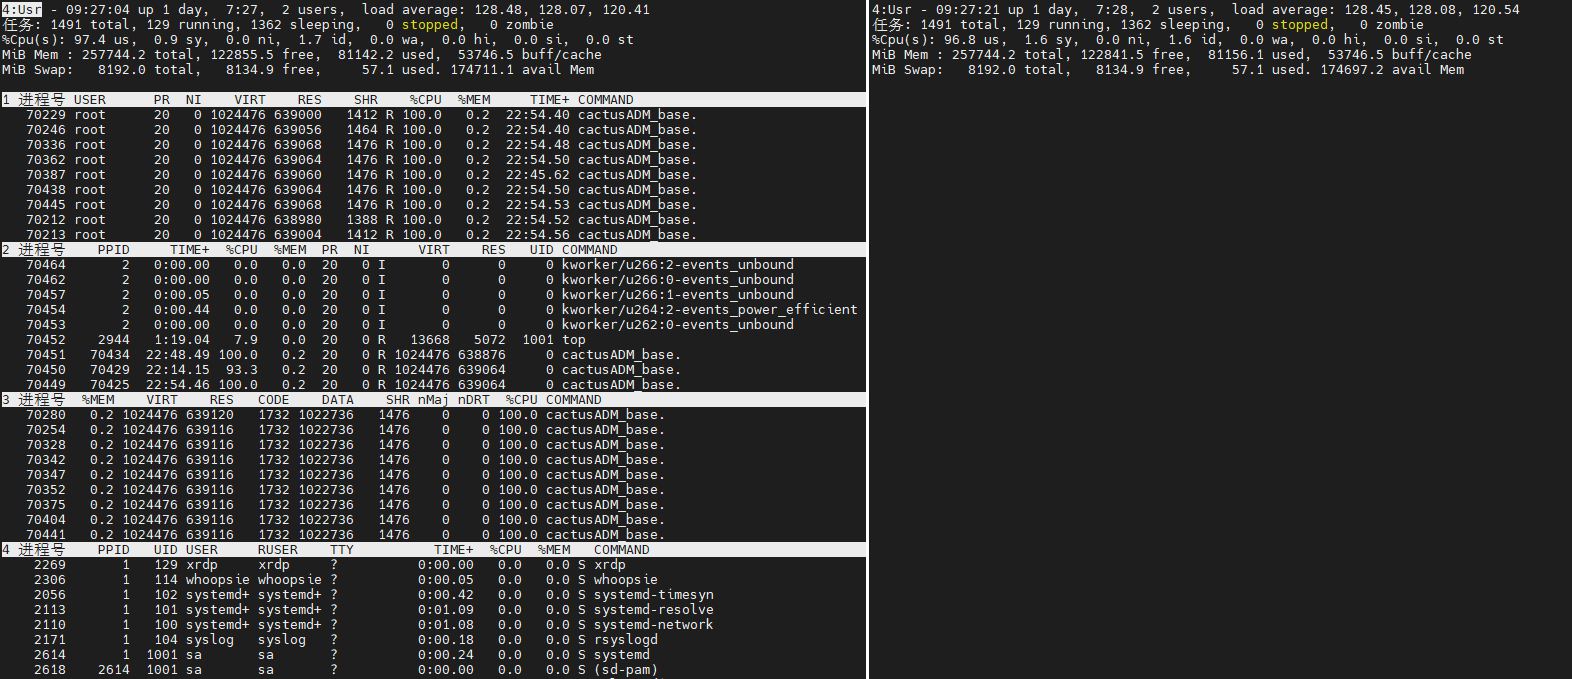 4:Usr - 09:27:04 up 1 day,  7:27,  2 users,  load average: 128.48, 128.07, 120.41
任务: 1491 total, 129 running, 1362 sleeping,   0 stopped,   0 zombie
%Cpu(s): 97.4 us,  0.9 sy,  0.0 ni,  1.7 id,  0.0 wa,  0.0 hi,  0.0 si,  0.0 st
MiB Mem : 257744.2 total, 122855.5 free,  81142.2 used,  53746.5 buff/cache
MiB Swap:   8192.0 total,   8134.9 free,     57.1 used. 174711.1 avail Mem
1 进程号 USER      PR  NI    VIRT    RES    SHR    %CPU  %MEM     TIME+ COMMAND
70229 root      20   0 1024476 639000   1412 R 100.0   0.2  22:54.40 cactusADM_base.
70246 root      20   0 1024476 639056   1464 R 100.0   0.2  22:54.40 cactusADM_base.
70336 root      20   0 1024476 639068   1476 R 100.0   0.2  22:54.48 cactusADM_base.
70362 root      20   0 1024476 639064   1476 R 100.0   0.2  22:54.50 cactusADM_base.
70387 root      20   0 1024476 639060   1476 R 100.0   0.2  22:45.62 cactusADM_base.
70438 root      20   0 1024476 639064   1476 R 100.0   0.2  22:54.50 cactusADM_base.
70445 root      20   0 1024476 639068   1476 R 100.0   0.2  22:54.53 cactusADM_base.
70212 root      20   0 1024476 638980   1388 R 100.0   0.2  22:54.52 cactusADM_base.
70213 root      20   0 1024476 639004   1412 R 100.0   0.2  22:54.56 cactusADM_base.
2 进程号    PPID     TIME+  %CPU  %MEM  PR  NI      VIRT    RES   UID COMMAND
70464       2   0:00.00   0.0   0.0  20   0 I       0      0     0 kworker/u266:2-events_unbound
70462       2   0:00.00   0.0   0.0  20   0 I       0      0     0 kworker/u266:0-events_unbound
70457       2   0:00.05   0.0   0.0  20   0 I       0      0     0 kworker/u266:1-events_unbound
70454       2   0:00.44   0.0   0.0  20   0 I       0      0     0 kworker/u264:2-events_power_efficient
70453       2   0:00.00   0.0   0.0  20   0 I       0      0     0 kworker/u262:0-events_unbound
70452    2944   1:19.04   7.9   0.0  20   0 R   13668   5072  1001 top
70451   70434  22:48.49 100.0   0.2  20   0 R 1024476 638876     0 cactusADM_base.
70450   70429  22:14.15  93.3   0.2  20   0 R 1024476 639064     0 cactusADM_base.
70449   70425  22:54.46 100.0   0.2  20   0 R 1024476 639064     0 cactusADM_base.
3 进程号  %MEM    VIRT    RES   CODE    DATA    SHR nMaj nDRT  %CPU COMMAND
70280   0.2 1024476 639120   1732 1022736   1476    0    0 100.0 cactusADM_base.
70254   0.2 1024476 639116   1732 1022736   1476    0    0 100.0 cactusADM_base.
70328   0.2 1024476 639116   1732 1022736   1476    0    0 100.0 cactusADM_base.
70342   0.2 1024476 639116   1732 1022736   1476    0    0 100.0 cactusADM_base.
70347   0.2 1024476 639116   1732 1022736   1476    0    0 100.0 cactusADM_base.
70352   0.2 1024476 639116   1732 1022736   1476    0    0 100.0 cactusADM_base.
70375   0.2 1024476 639116   1732 1022736   1476    0    0 100.0 cactusADM_base.
70404   0.2 1024476 639116   1732 1022736   1476    0    0 100.0 cactusADM_base.
70441   0.2 1024476 639116   1732 1022736   1476    0    0 100.0 cactusADM_base.
4 进程号    PPID   UID USER     RUSER    TTY          TIME+  %CPU  %MEM   COMMAND
2269       1   129 xrdp     xrdp     ?          0:00.00   0.0   0.0 S xrdp
2306       1   114 whoopsie whoopsie ?          0:00.05   0.0   0.0 S whoopsie
2056       1   102 systemd+ systemd+ ?          0:00.42   0.0   0.0 S systemd-timesyn
2113       1   101 systemd+ systemd+ ?          0:01.09   0.0   0.0 S systemd-resolve
2110       1   100 systemd+ systemd+ ?          0:01.08   0.0   0.0 S systemd-network
2171       1   104 syslog   syslog   ?          0:00.18   0.0   0.0 S rsyslogd
2614       1  1001 sa       sa       ?          0:00.24   0.0   0.0 S systemd
2618    2614  1001 sa       sa       ?          0:00.00   0.0   0.0 S (sd-pam)
4:Usr - 09:27:21 up 1 day,  7:28,  2 users,  load average: 128.45, 128.08, 120.54
任务: 1491 total, 129 running, 1362 sleeping,   0 stopped,   0 zombie
%Cpu(s): 96.8 us,  1.6 sy,  0.0 ni,  1.6 id,  0.0 wa,  0.0 hi,  0.0 si,  0.0 st
MiB Mem : 257744.2 total, 122841.5 free,  81156.1 used,  53746.5 buff/cache
MiB Swap:   8192.0 total,   8134.9 free,     57.1 used. 174697.2 avail Mem